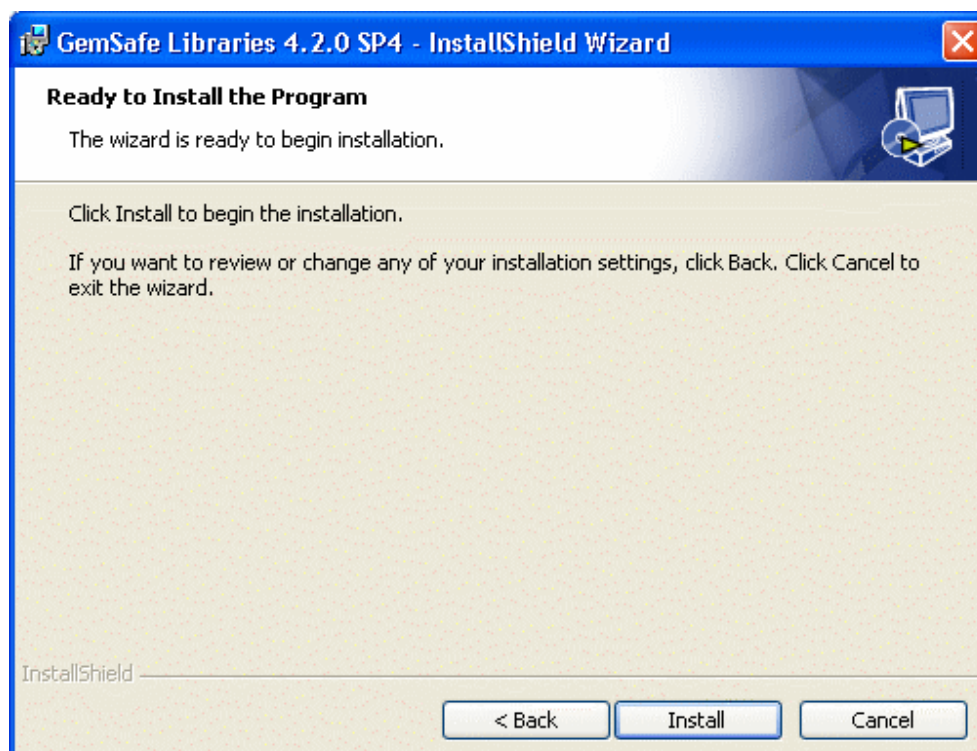 GemSafe Libraries 4.2.0 SP4 - InstallShield Wizard
Ready to Install the Program
The wizard is ready to begin installation.
Click Install to begin the installation.
If you want to review or change any of your installation settings, click Back. Click Cancel to
exit the wizard.
InstallShield
< Back
Install
Cancel